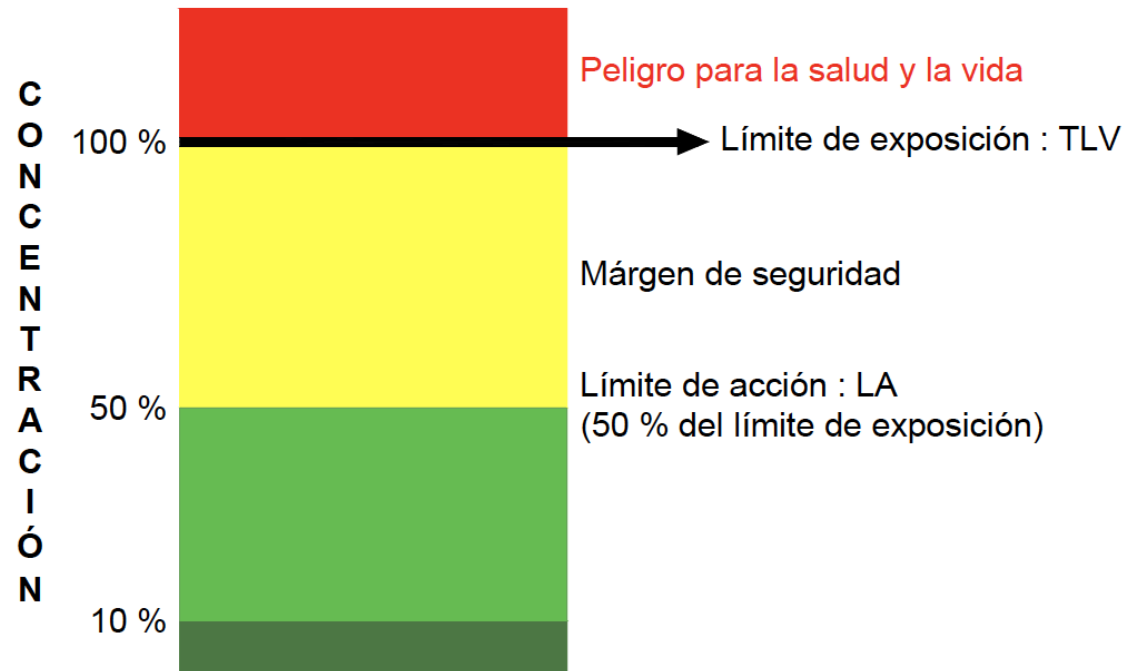 CONCENTRACIÓN
Peligro para la salud y la vida
100 %
Límite de exposición : TLV
Márgen de seguridad
50 %
Límite de acción : LA
(50 % del límite de exposición)
10 %